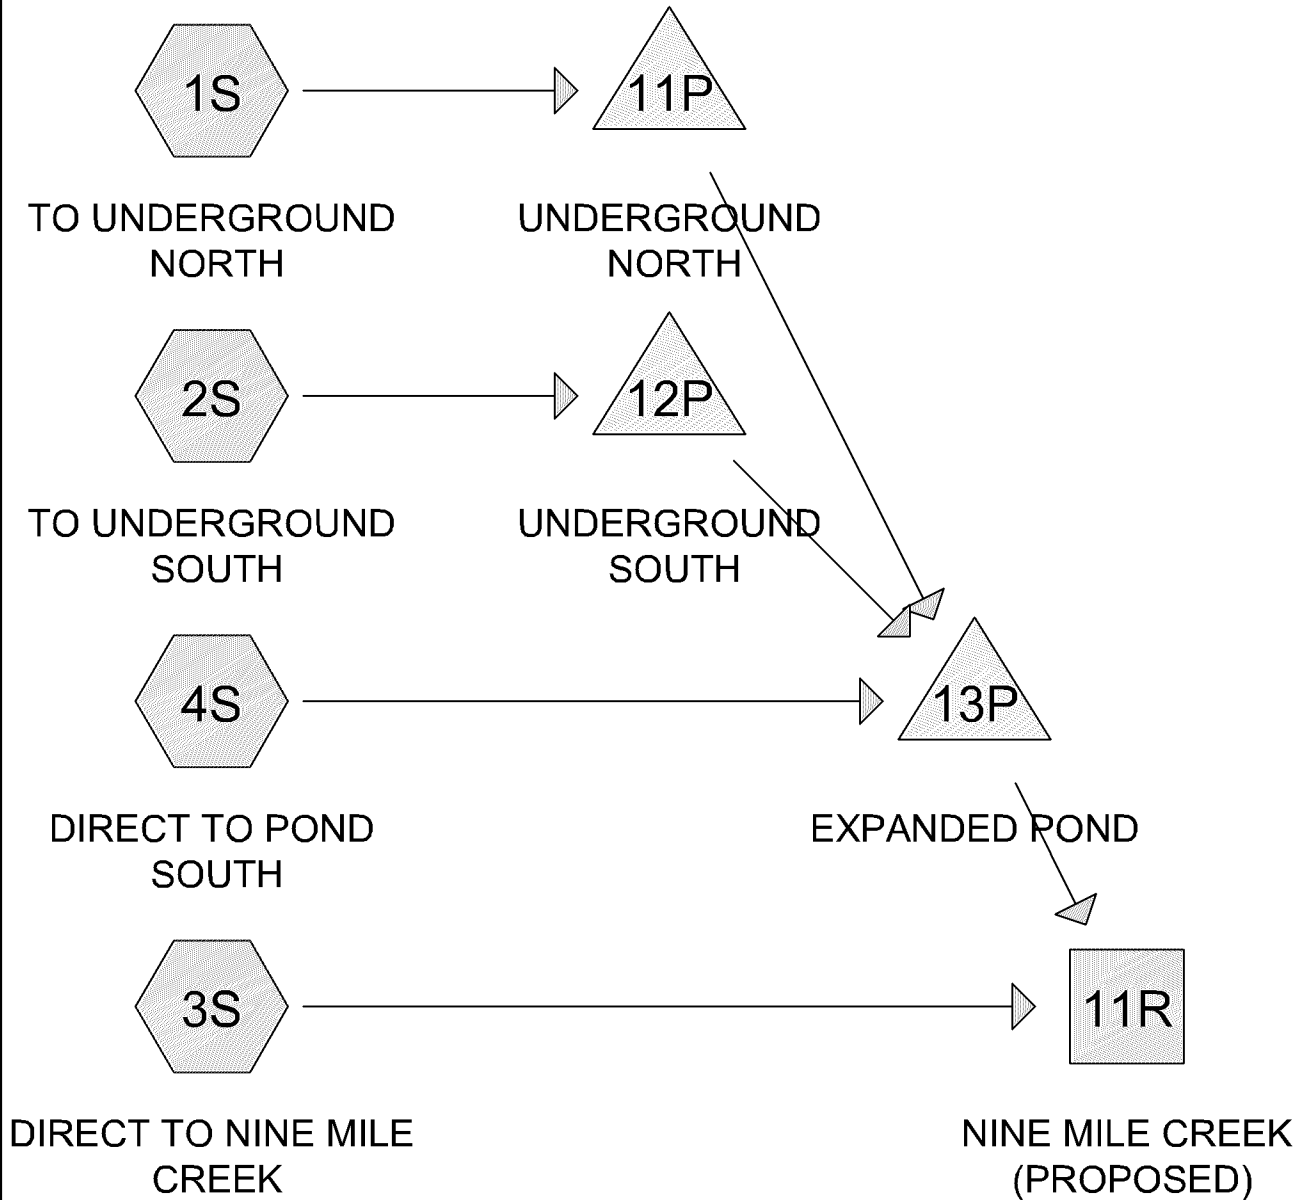 1S
11P
TO UNDERGROUND
NORTH
UNDERGROUND
NORTH
2S
12P
TO UNDERGROUND
SOUTH
UNDERGROUND
SOUTH
4S
13P
DIRECT TO POND
SOUTH
EXPANDED POND
3S
11R
DIRECT TO NINE MILE
CREEK
NINE MILE CREEK
(PROPOSED)